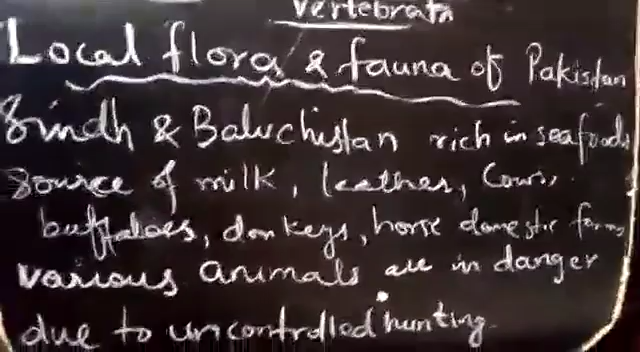 Vertebrata
Local flora & fauna of Pakistan
Sindh & Baluchistan rich in seafoods
Source of milk, leather, Cows,
buffaloes, donkeys, horse domestic forms
various animals are in danger
due to uncontrolled hunting.